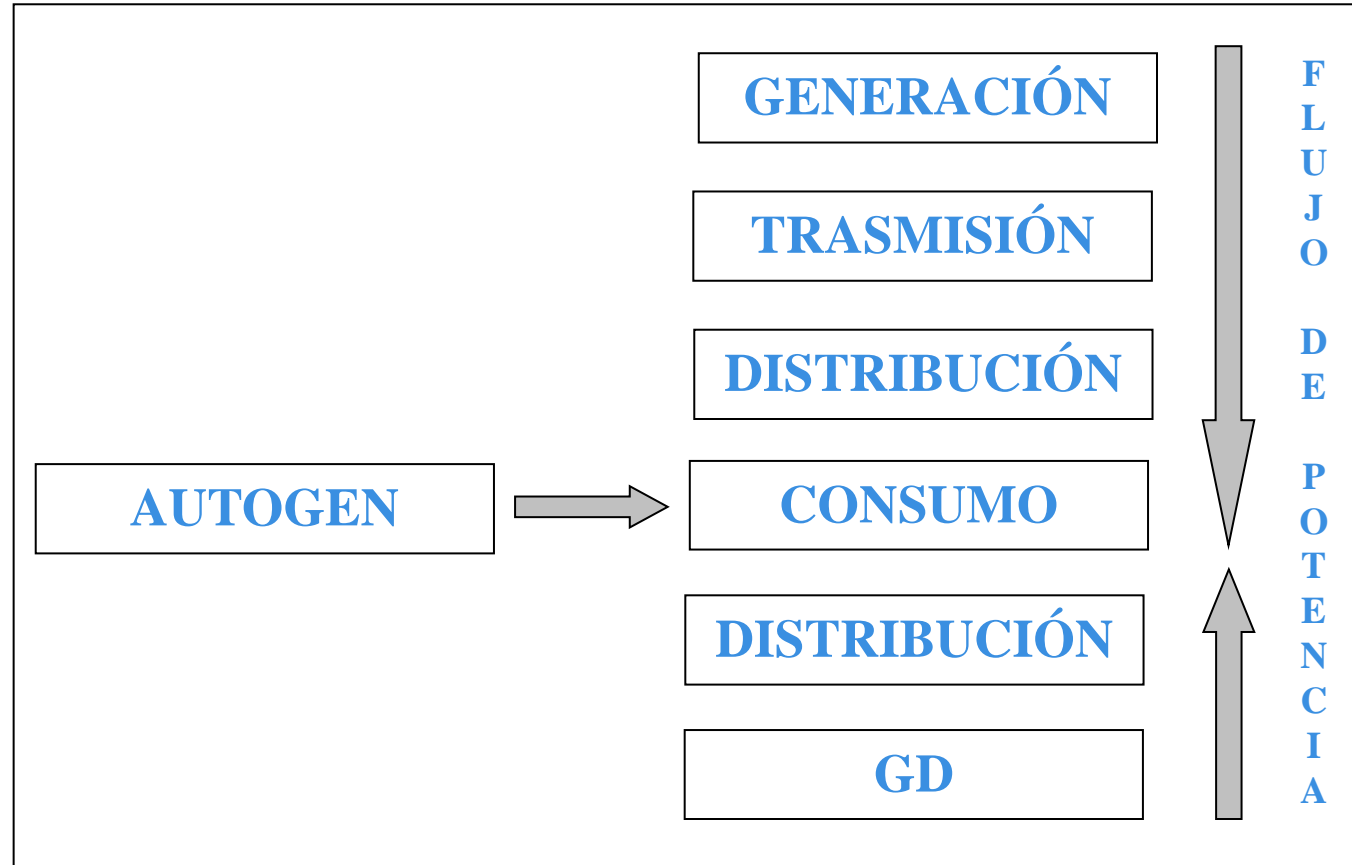 GENERACIÓN
TRASMISIÓN
DISTRIBUCIÓN
AUTOGEN
CONSUMO
DISTRIBUCIÓN
GD
FLUJO DE POTENCIA